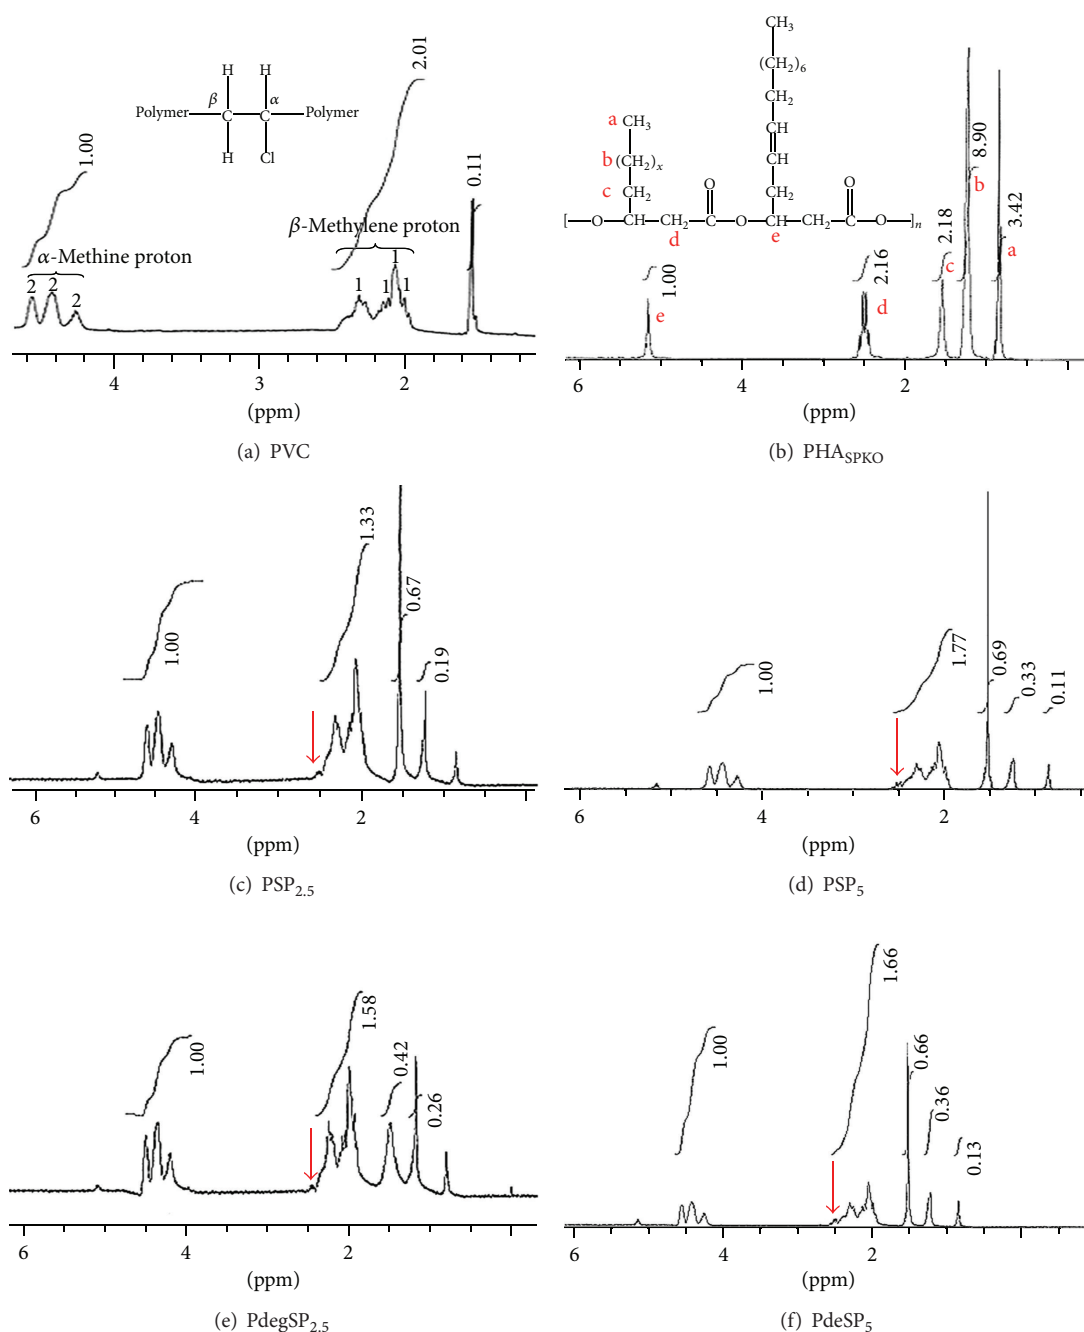 H H
β α
Polymer C C Polymer
H Cl
1.00
2.01
0.11
β-Methylene proton
α-Methine proton
2 2 2
1 1 1 1
4 3 2
(ppm)
(a) PVC
CH3
(CH2)6
CH2
CH
CH
CH2
a CH3
b (CH2)x
c CH2
O O
[ O CH CH2 C O CH CH2 C O ]n
d e
1.00
e
2.16
d
2.18
c
8.90
b
3.42
a
6 4 2 0
(ppm)
(b) PHASPKO
1.00
1.33
0.67
0.19
6 4 2
(ppm)
(c) PSP2.5
1.00
1.77
0.69
0.33
0.11
6 4 2
(ppm)
(d) PSP5
1.00
1.58
0.42
0.26
6 4 2
(ppm)
(e) PdegSP2.5
1.00
1.66
0.66
0.36
0.13
6 4 2
(ppm)
(f) PdeSP5